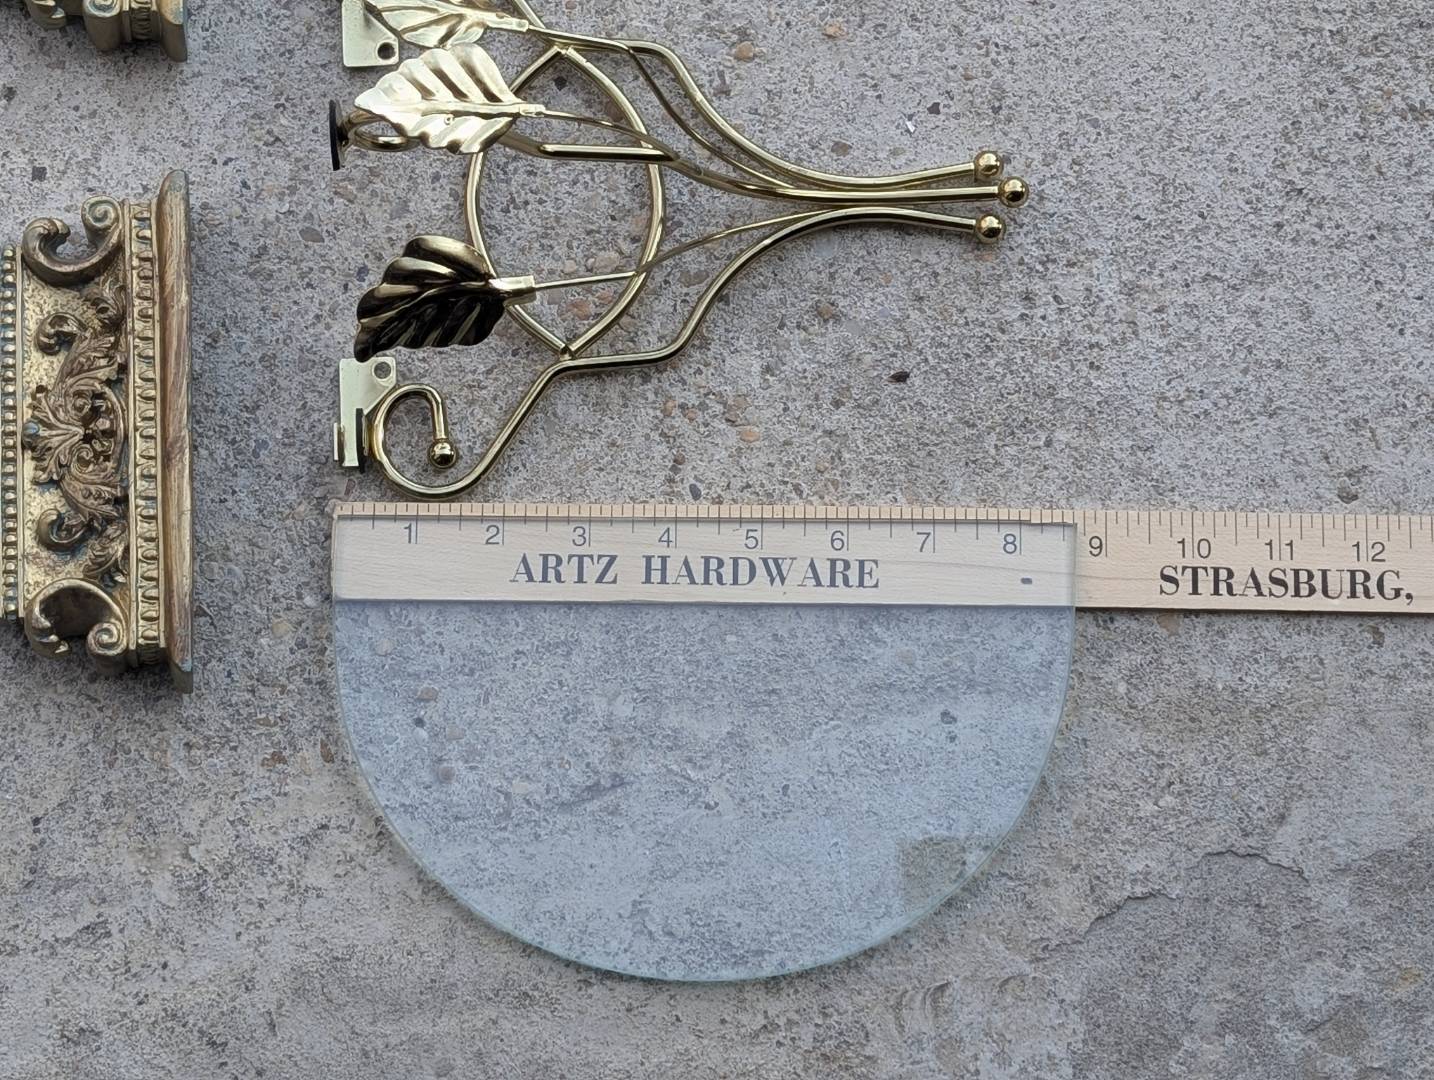 1 2 3 4 5 6 7 8 9 10 11 12
ARTZ HARDWARE - STRASBURG,